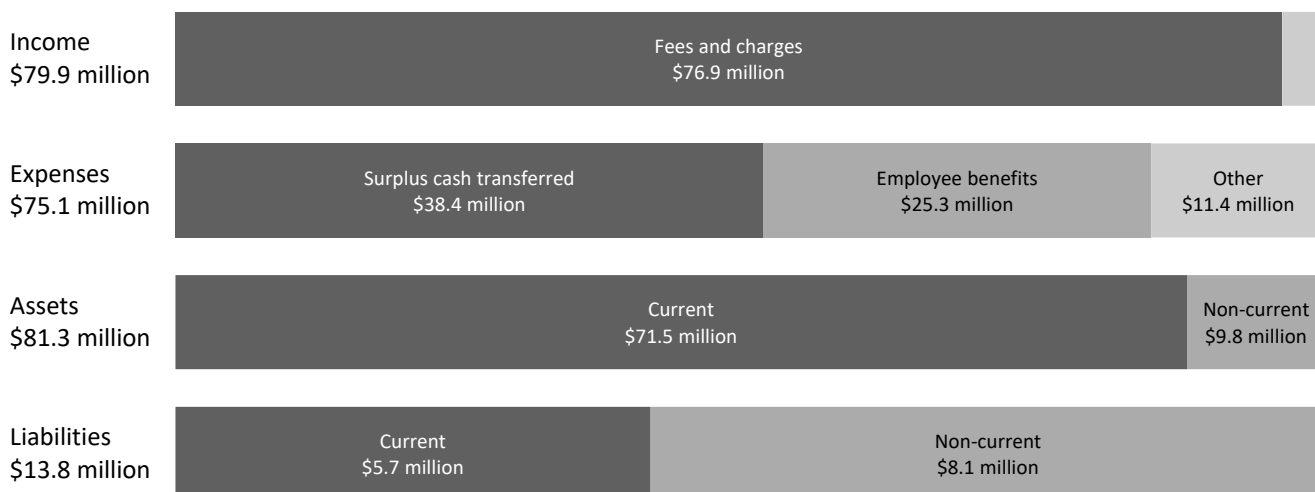 Income
$79.9 million
Fees and charges
$76.9 million
Expenses
$75.1 million
Surplus cash transferred
$38.4 million
Employee benefits
$25.3 million
Other
$11.4 million
Assets
$81.3 million
Current
$71.5 million
Non-current
$9.8 million
Liabilities
$13.8 million
Current
$5.7 million
Non-current
$8.1 million